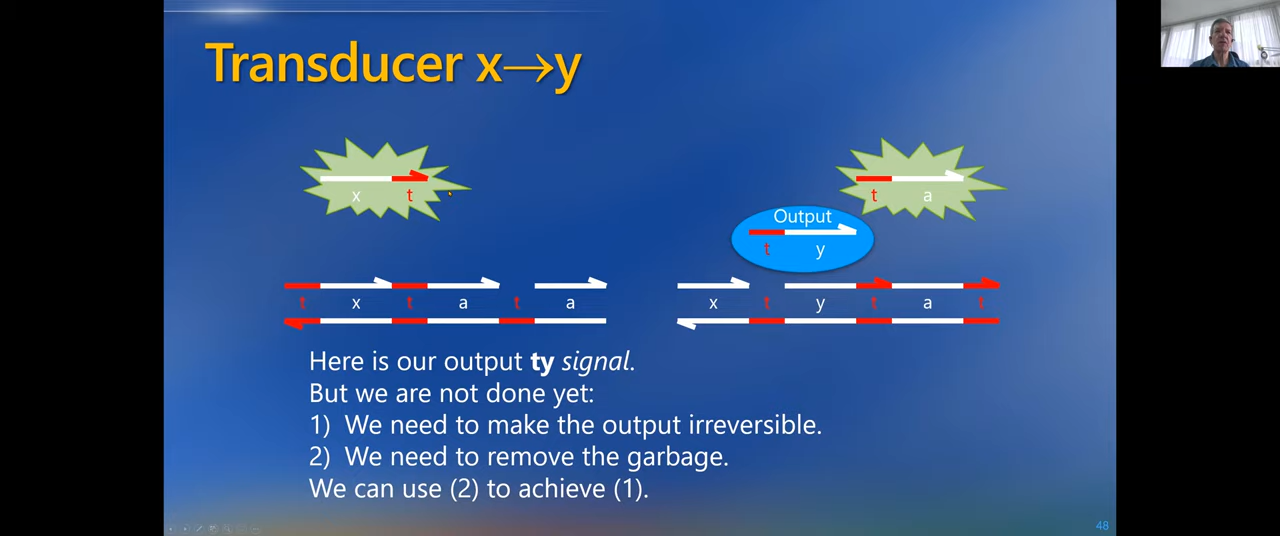 Transducer x→y
x t
t a
Output
t y
t x t a t a
x t y t a t
Here is our output ty signal.
But we are not done yet:
1) We need to make the output irreversible.
2) We need to remove the garbage.
We can use (2) to achieve (1).
48